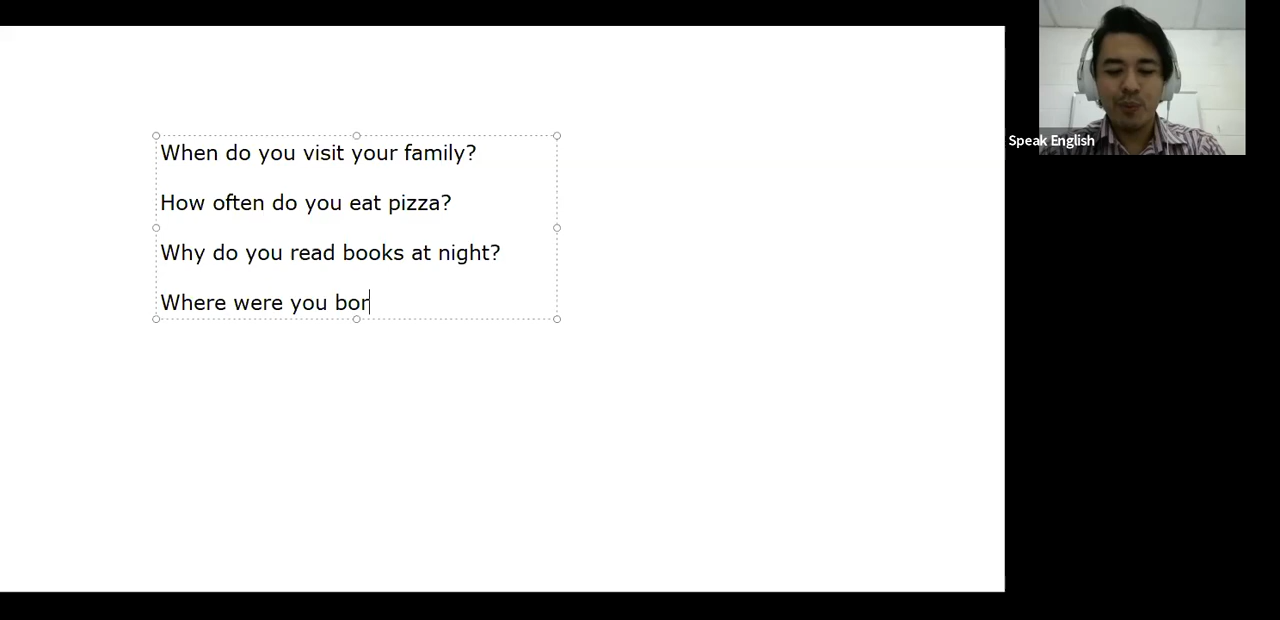 When do you visit your family?
How often do you eat pizza?
Why do you read books at night?
Where were you bor
Speak English